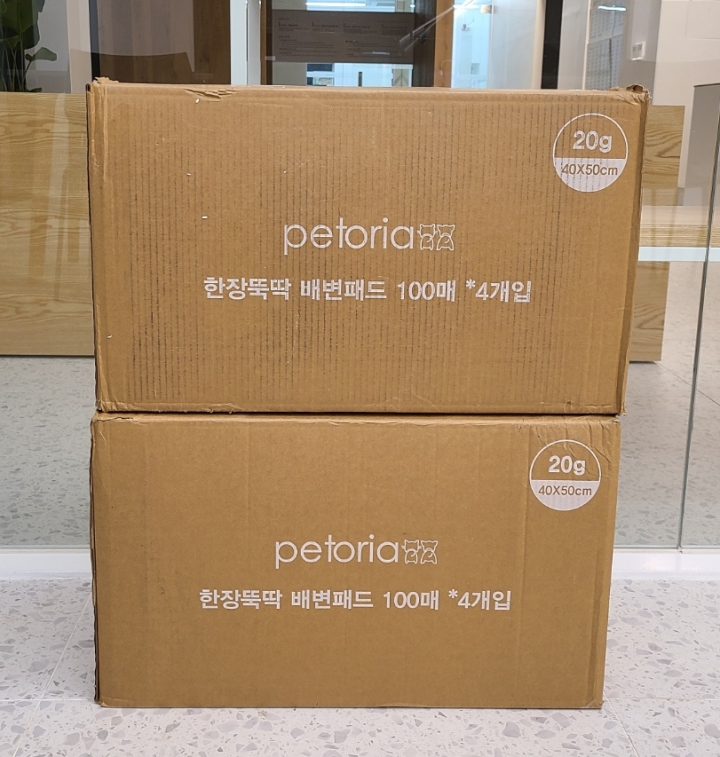 20g
40X50cm
petoria
한장뚝딱 배변패드 100매 *4개입
20g
40X50cm
petoria
한장뚝딱 배변패드 100매 *4개입